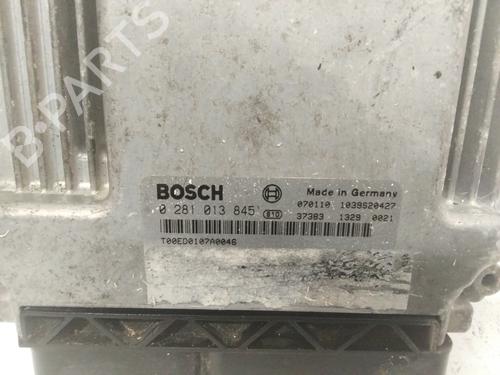 B-PARTS
BOSCH
Made in Germany
0 281 013 845
070110 1039S20427
37383 1329 0021
T00ED0107A0046